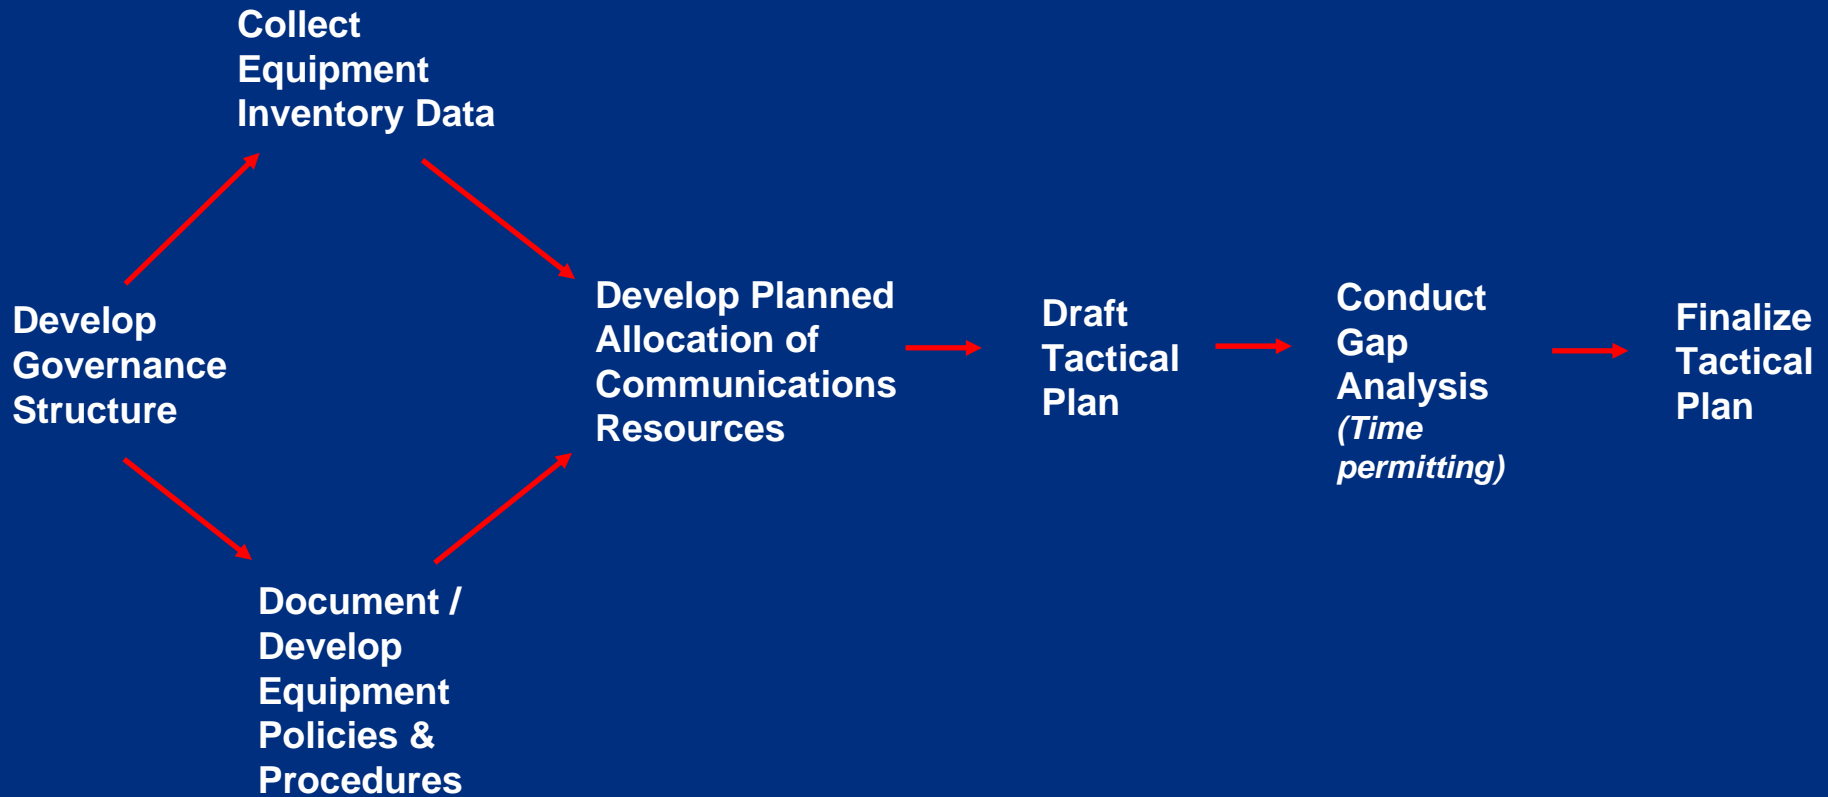 Collect
Equipment
Inventory Data
Develop
Governance
Structure
Document /
Develop
Equipment
Policies &
Procedures
Develop Planned
Allocation of
Communications
Resources
Draft
Tactical
Plan
Conduct
Gap
Analysis
(Time
permitting)
Finalize
Tactical
Plan